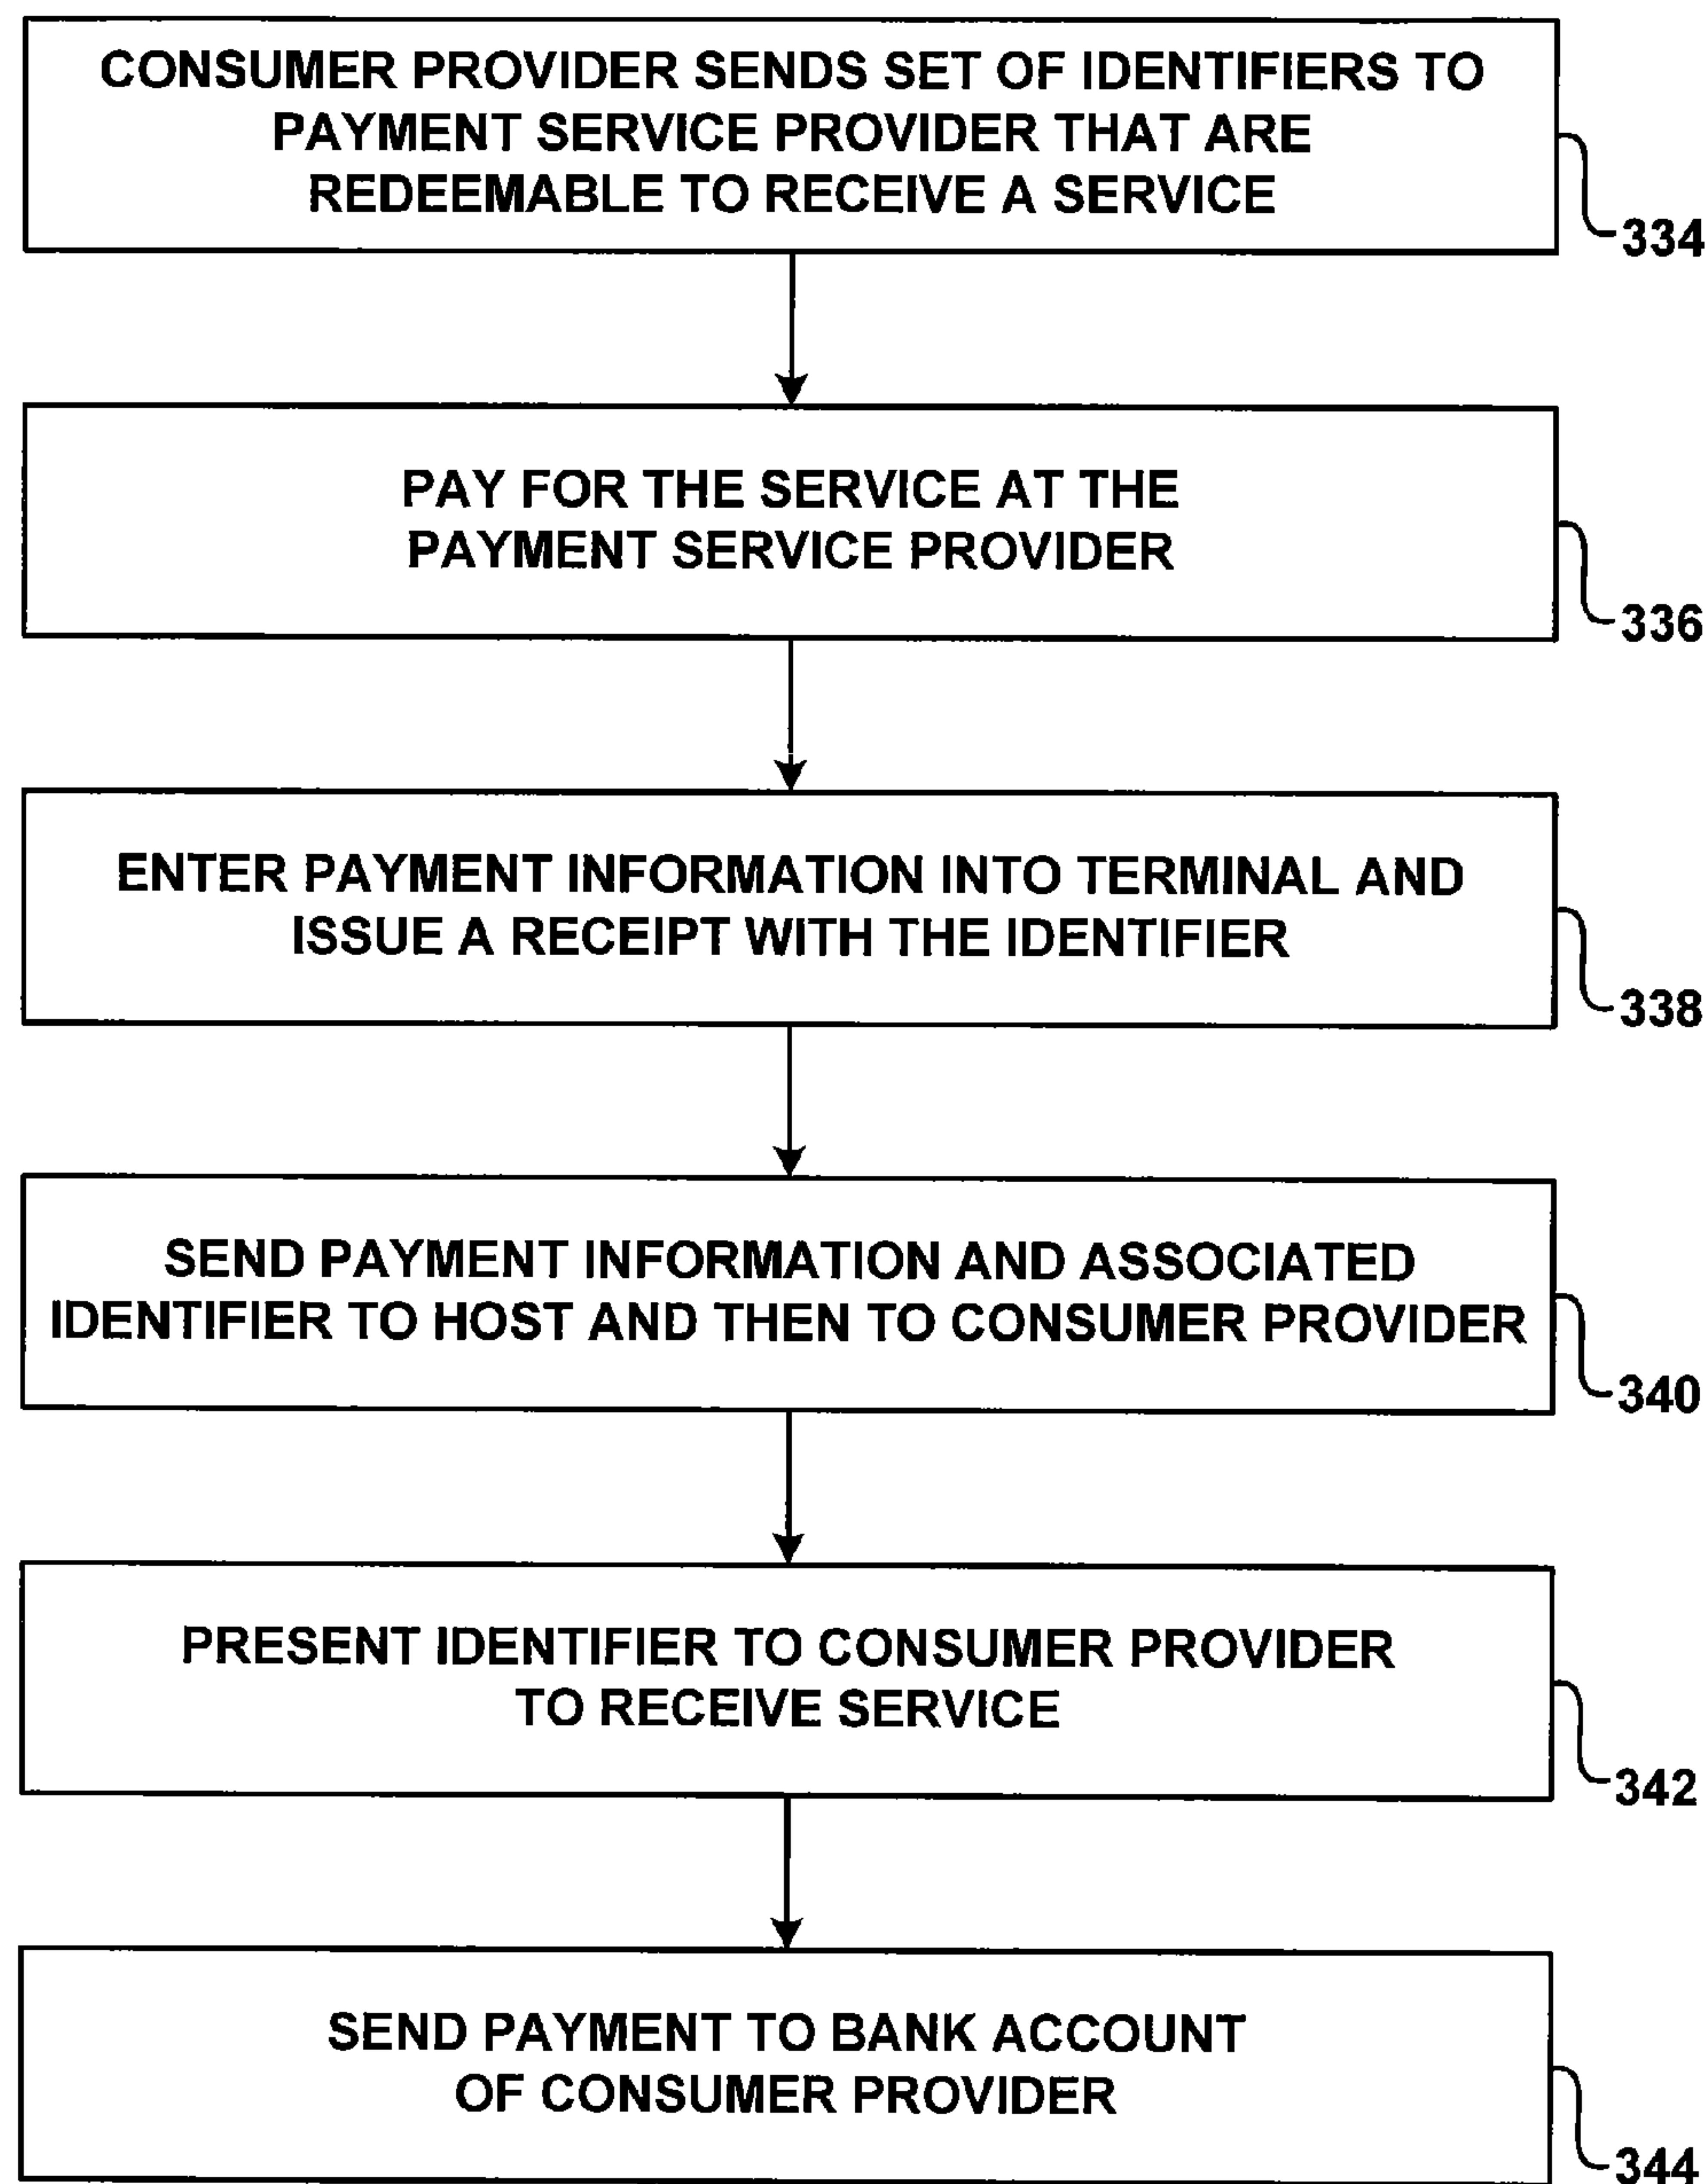 CONSUMER PROVIDER SENDS SET OF IDENTIFIERS TO
PAYMENT SERVICE PROVIDER THAT ARE
REDEEMABLE TO RECEIVE A SERVICE
334
PAY FOR THE SERVICE AT THE
PAYMENT SERVICE PROVIDER
336
ENTER PAYMENT INFORMATION INTO TERMINAL AND
ISSUE A RECEIPT WITH THE IDENTIFIER
338
SEND PAYMENT INFORMATION AND ASSOCIATED
IDENTIFIER TO HOST AND THEN TO CONSUMER PROVIDER
340
PRESENT IDENTIFIER TO CONSUMER PROVIDER
TO RECEIVE SERVICE
342
SEND PAYMENT TO BANK ACCOUNT
OF CONSUMER PROVIDER
344